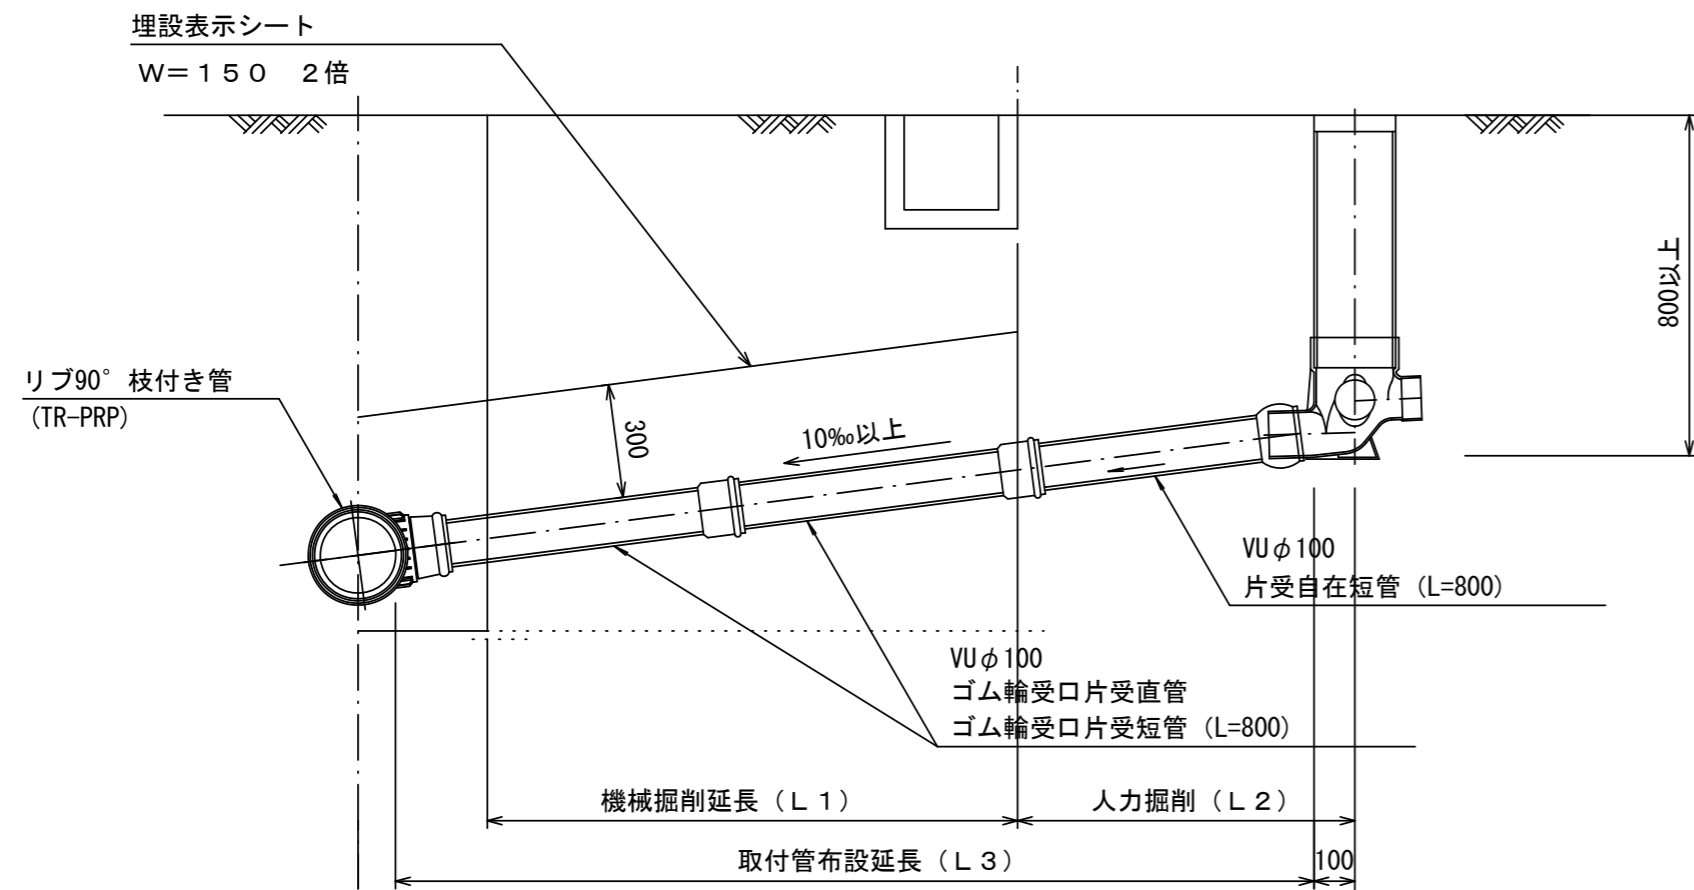 埋設表示シート
W=150 2倍
800以上
リブ90°枝付き管
(TR-PRP)
300
10‰以上
VUφ100
片受自在短管 (L=800)
VUφ100
ゴム輪受口片受直管
ゴム輪受口片受短管 (L=800)
機械掘削延長(L1)
人力掘削(L2)
取付管布設延長(L3)
100